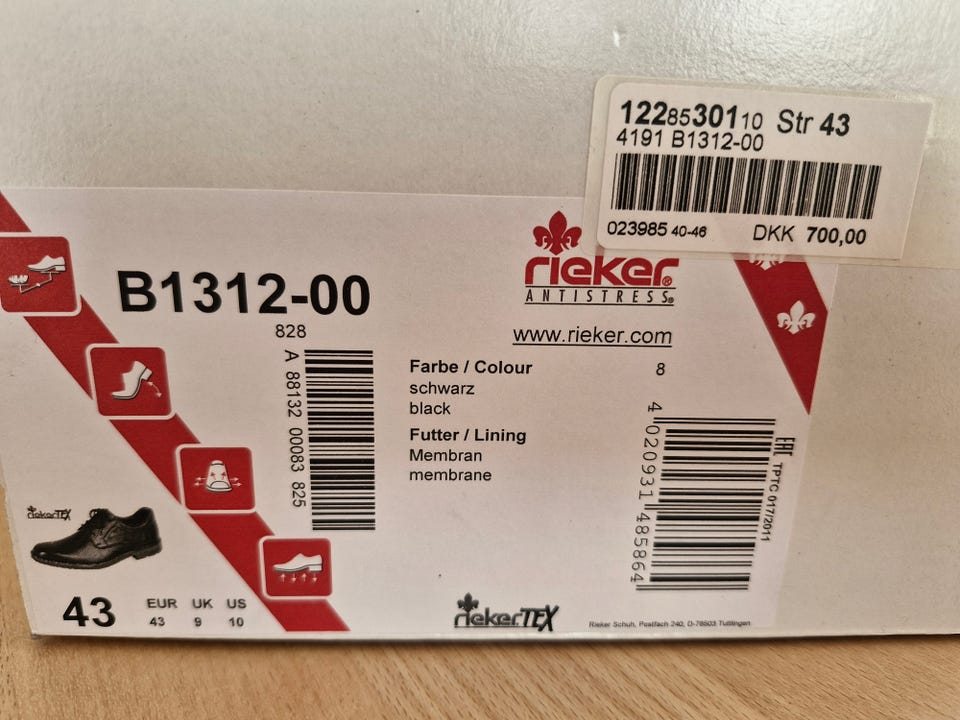 1228530110 Str 43
4191 B1312-00
023985 40-46 DKK 700,00
rieker®
ANTISTRESS®
www.rieker.com
B1312-00
828
A 88132 00083 825
Farbe / Colour
schwarz
black
Futter / Lining
Membran
membrane
8
4 020931 485864
EAC
TPTC 017/2011
riekerTEX
43
EUR UK US
43 9 10
riekerTEX
Rieker Schuh, Postfach 240, D-78503 Tuttlingen